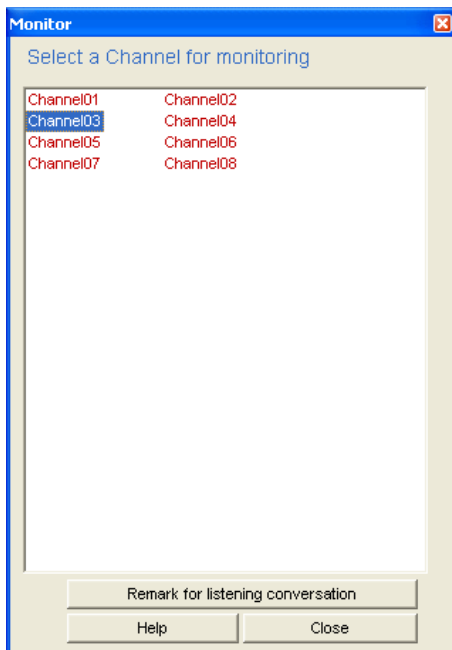 Monitor
Select a Channel for monitoring
Channel01 Channel02
Channel03 Channel04
Channel05 Channel06
Channel07 Channel08
Remark for listening conversation
Help Close